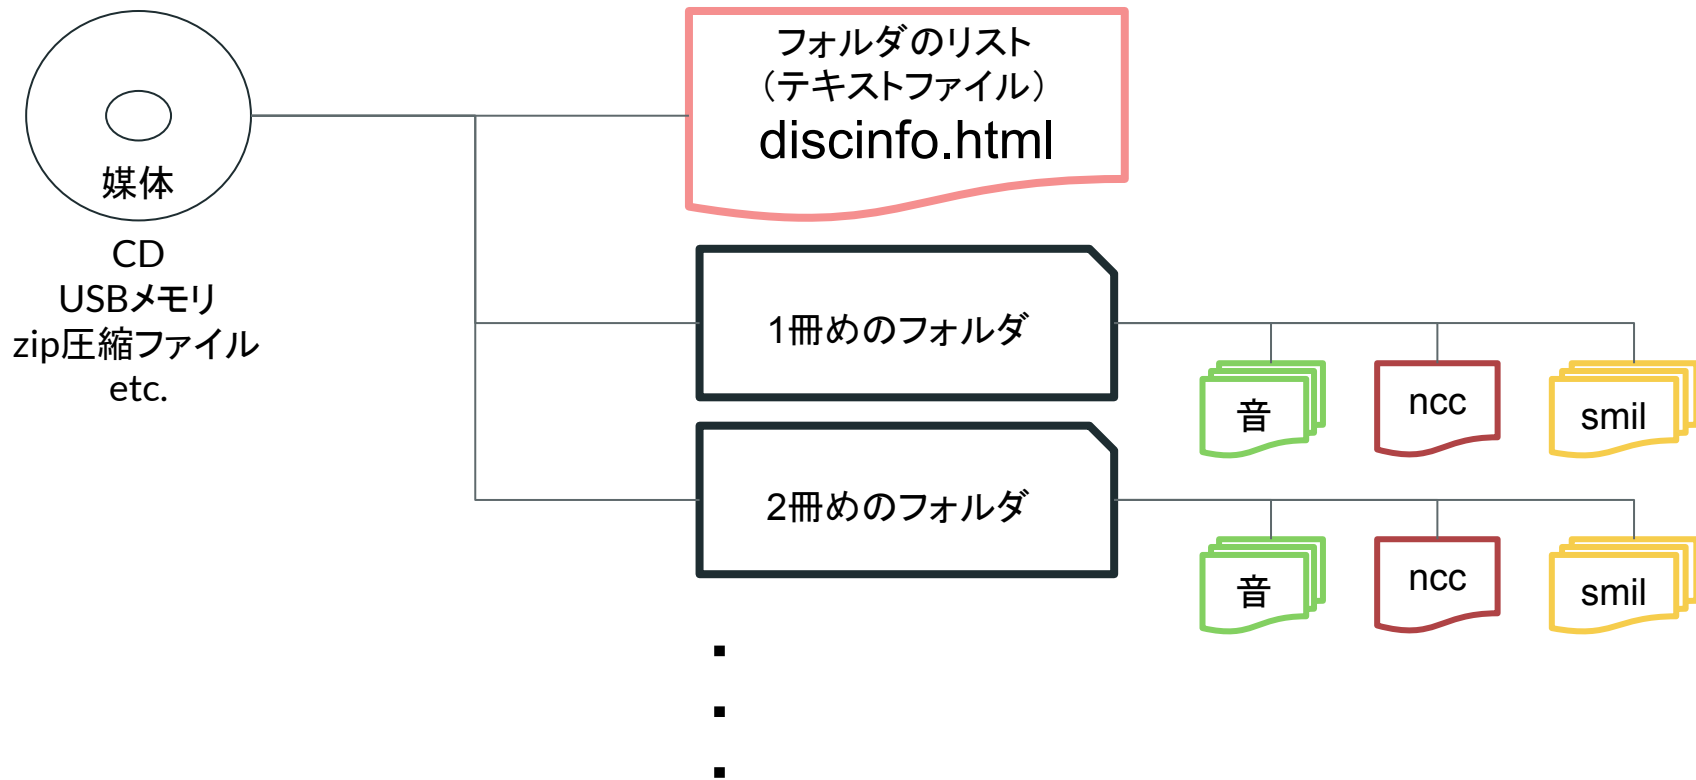 媒体
CD
USBメモリ
zip圧縮ファイル
etc.
フォルダのリスト
（テキストファイル）
discinfo.html
1冊めのフォルダ
音
ncc
smil
2冊めのフォルダ
音
ncc
smil